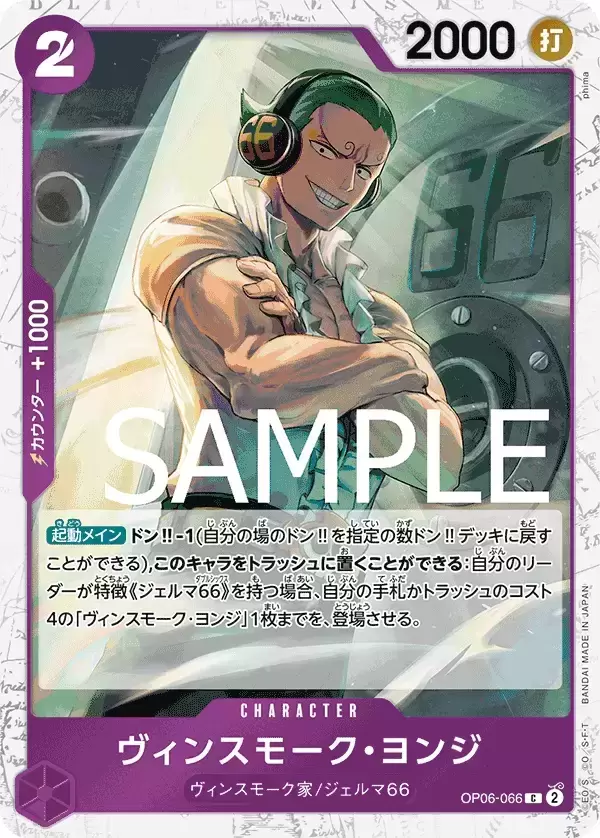 2
2000
打
phima
66
66
カウンター +1000
SAMPLE
起動メイン ドン!!-1(自分の場のドン!!を指定の数ドン!!デッキに戻す
ことができる),このキャラをトラッシュに置くことができる:自分のリー
ダーが特徴《ジェルマ66》を持つ場合、自分の手札かトラッシュのコスト
4の「ヴィンスモーク・ヨンジ」1枚までを、登場させる。
CHARACTER
ヴィンスモーク・ヨンジ
ヴィンスモーク家/ジェルマ66
OP06-066 C 2
BANDAI MADE IN JAPAN